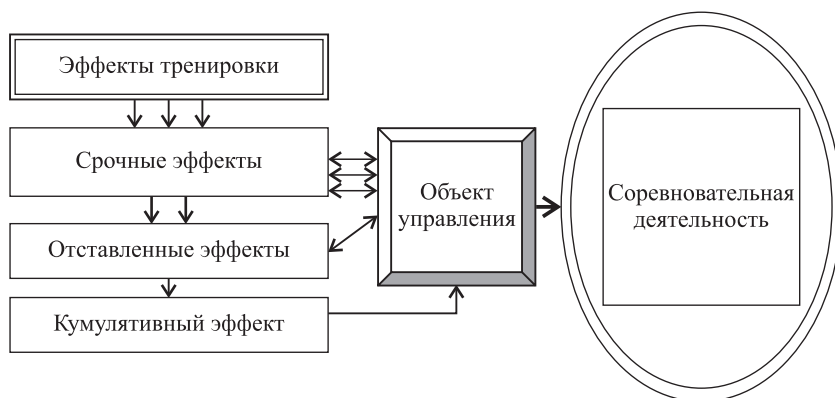 Эффекты тренировки
Срочные эффекты
Отставленные эффекты
Кумулятивный эффект
Объект
управления
Соревновательная
деятельность